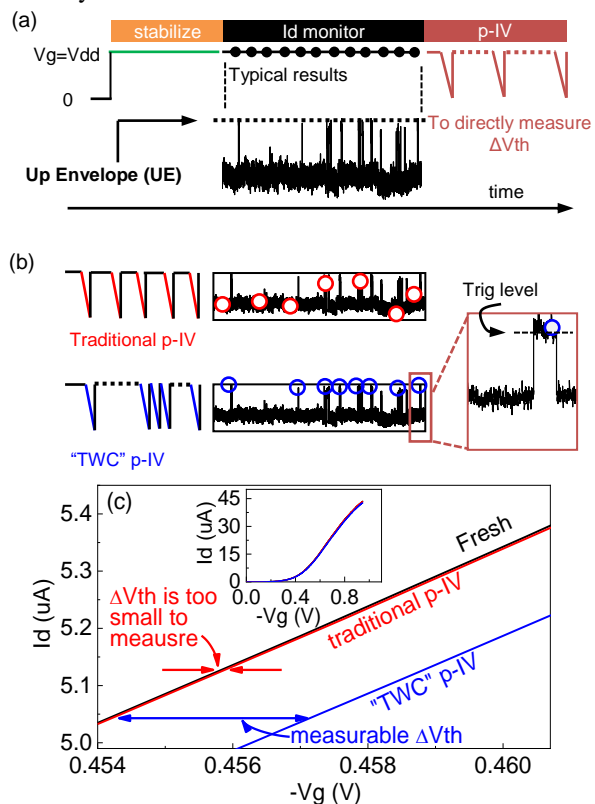 (a)
stabilize
Id monitor
p-IV
Vg=Vdd
0
Typical results
To directly measure
ΔVth
Up Envelope (UE)
time
(b)
Traditional p-IV
"TWC" p-IV
Trig level
(c)
5.4
5.3
5.2
5.1
5.0
Id (uA)
45
30
15
0
Id (uA)
0.0 0.4 0.8
-Vg (V)
Fresh
traditional p-IV
"TWC" p-IV
ΔVth is too
small to
meausre
measurable ΔVth
0.454 0.456 0.458 0.460
-Vg (V)